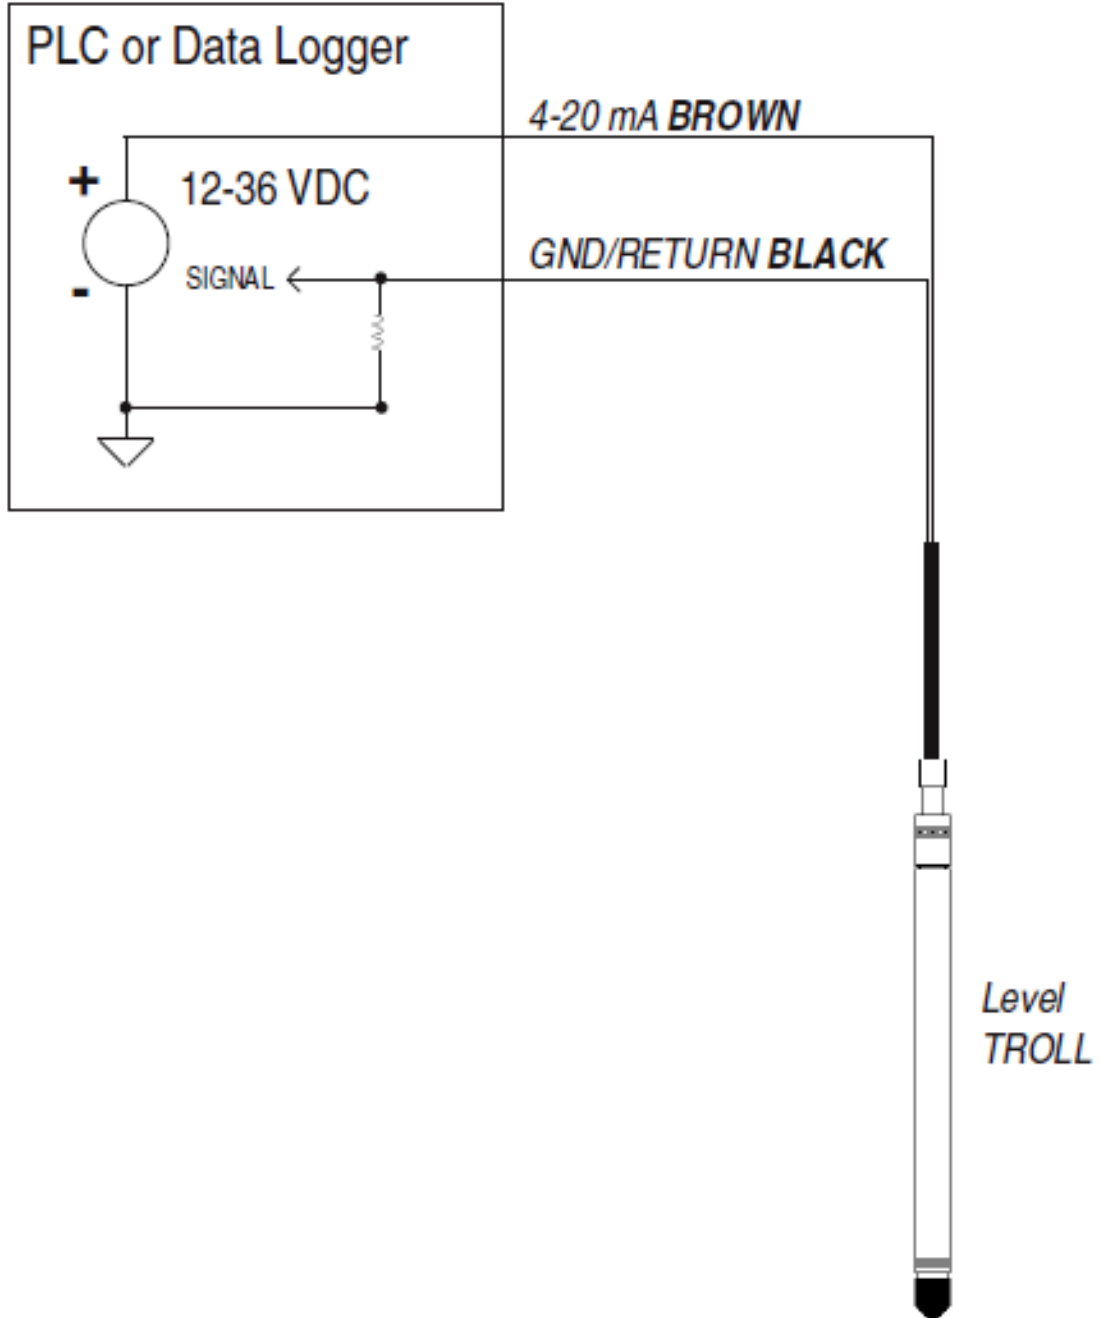 PLC or Data Logger
4-20 mA BROWN
+
12-36 VDC
GND/RETURN BLACK
SIGNAL
-
Level
TROLL